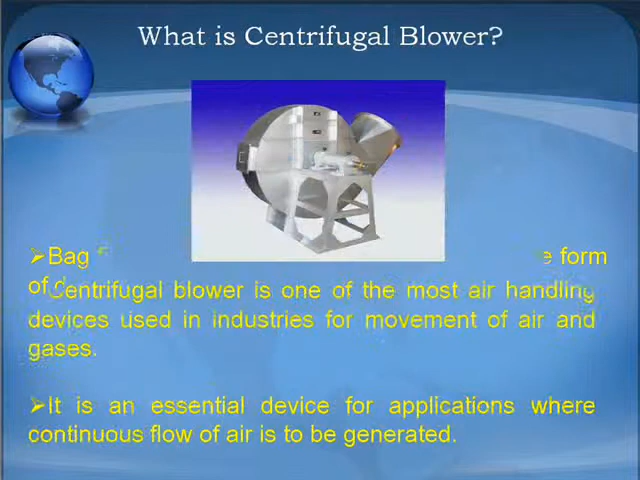 What is Centrifugal Blower?
➢Bag e form
of Centrifugal blower is one of the most air handling
devices used in industries for movement of air and
gases.
➢It is an essential device for applications where
continuous flow of air is to be generated.